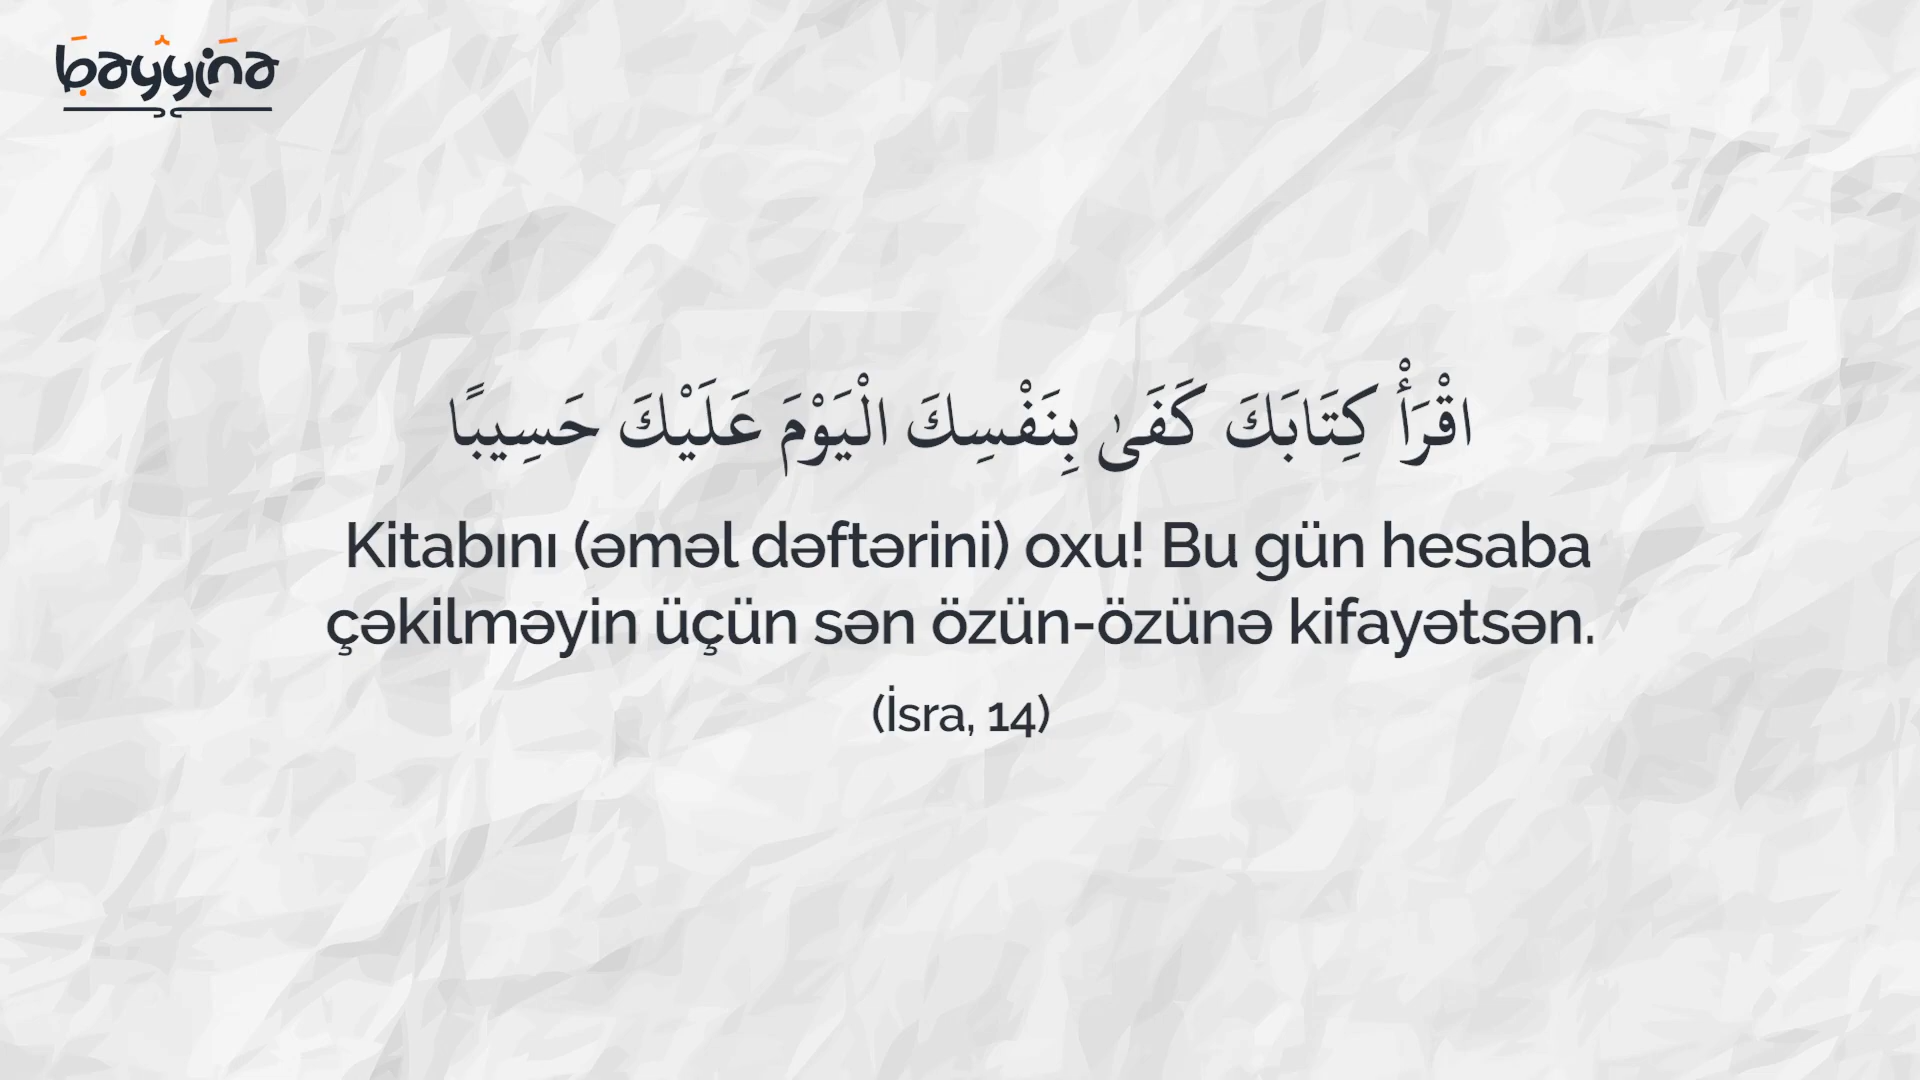 bayyina
اقْرَأْ كِتَابَكَ كَفَىٰ بِنَفْسِكَ الْيَوْمَ عَلَيْكَ حَسِيبًا
Kitabını (əməl dəftərini) oxu! Bu gün hesaba
çəkilməyin üçün sən özün-özünə kifayətsən.
(İsra, 14)